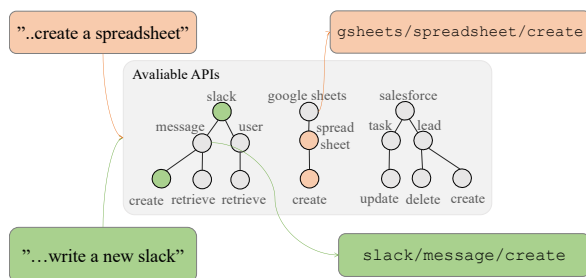 ”..create a spreadsheet”
gsheets/spreadsheet/create
Avaliable APIs
slack
google sheets
salesforce
message
user
spread
sheet
task
lead
create
retrieve
retrieve
create
update
delete
create
”…write a new slack”
slack/message/create